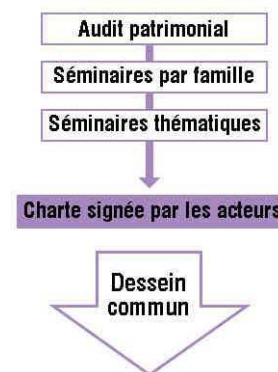 Audit patrimonial
Séminaires par famille
Séminaires thématiques
Charte signée par les acteurs
Dessein
commun